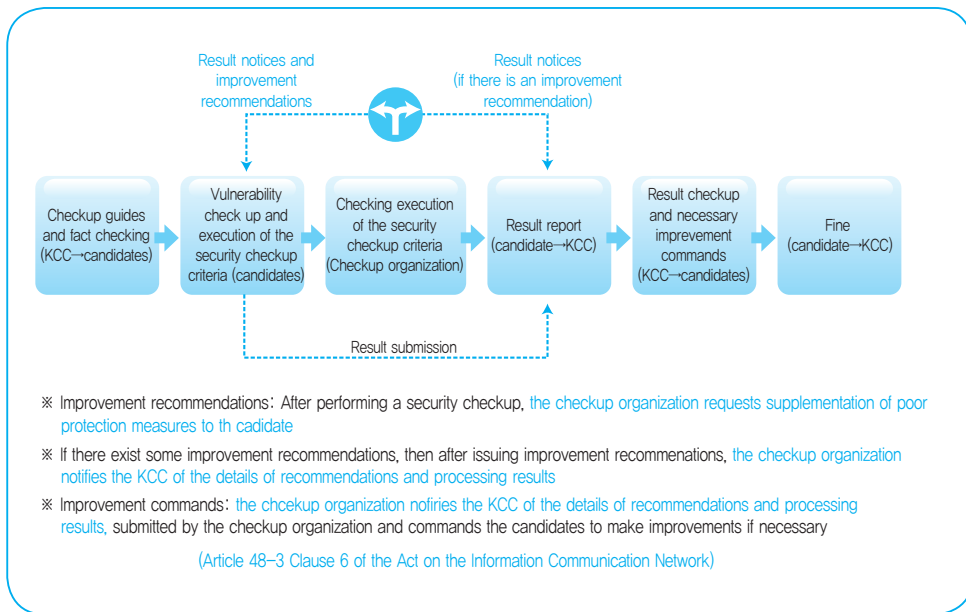 Result notices and
improvement
recommendations
Result notices
(if there is an improvement
recommendation)
Checkup guides
and fact checking
(KCC→candidates)
Vulnerability
check up and
execution of the
security checkup
criteria (candidates)
Checking execution
of the security
checkup criteria
(Checkup organization)
Result report
(candidate→KCC)
Result checkup
and necessary
imprevement
commands
(KCC→candidates)
Fine
(candidate→KCC)
Result submission
※ Improvement recommendations: After performing a security checkup, the checkup organization requests supplementation of poor
protection measures to th cadidate
※ If there exist some improvement recommendations, then after issuing improvement recommenations, the checkup organization
notifies the KCC of the details of recommendations and processing results
※ Improvement commands: the chcekup organization nofiries the KCC of the details of recommendations and processing
results, submitted by the checkup organization and commands the candidates to make improvements if necessary
(Article 48-3 Clause 6 of the Act on the Information Communication Network)